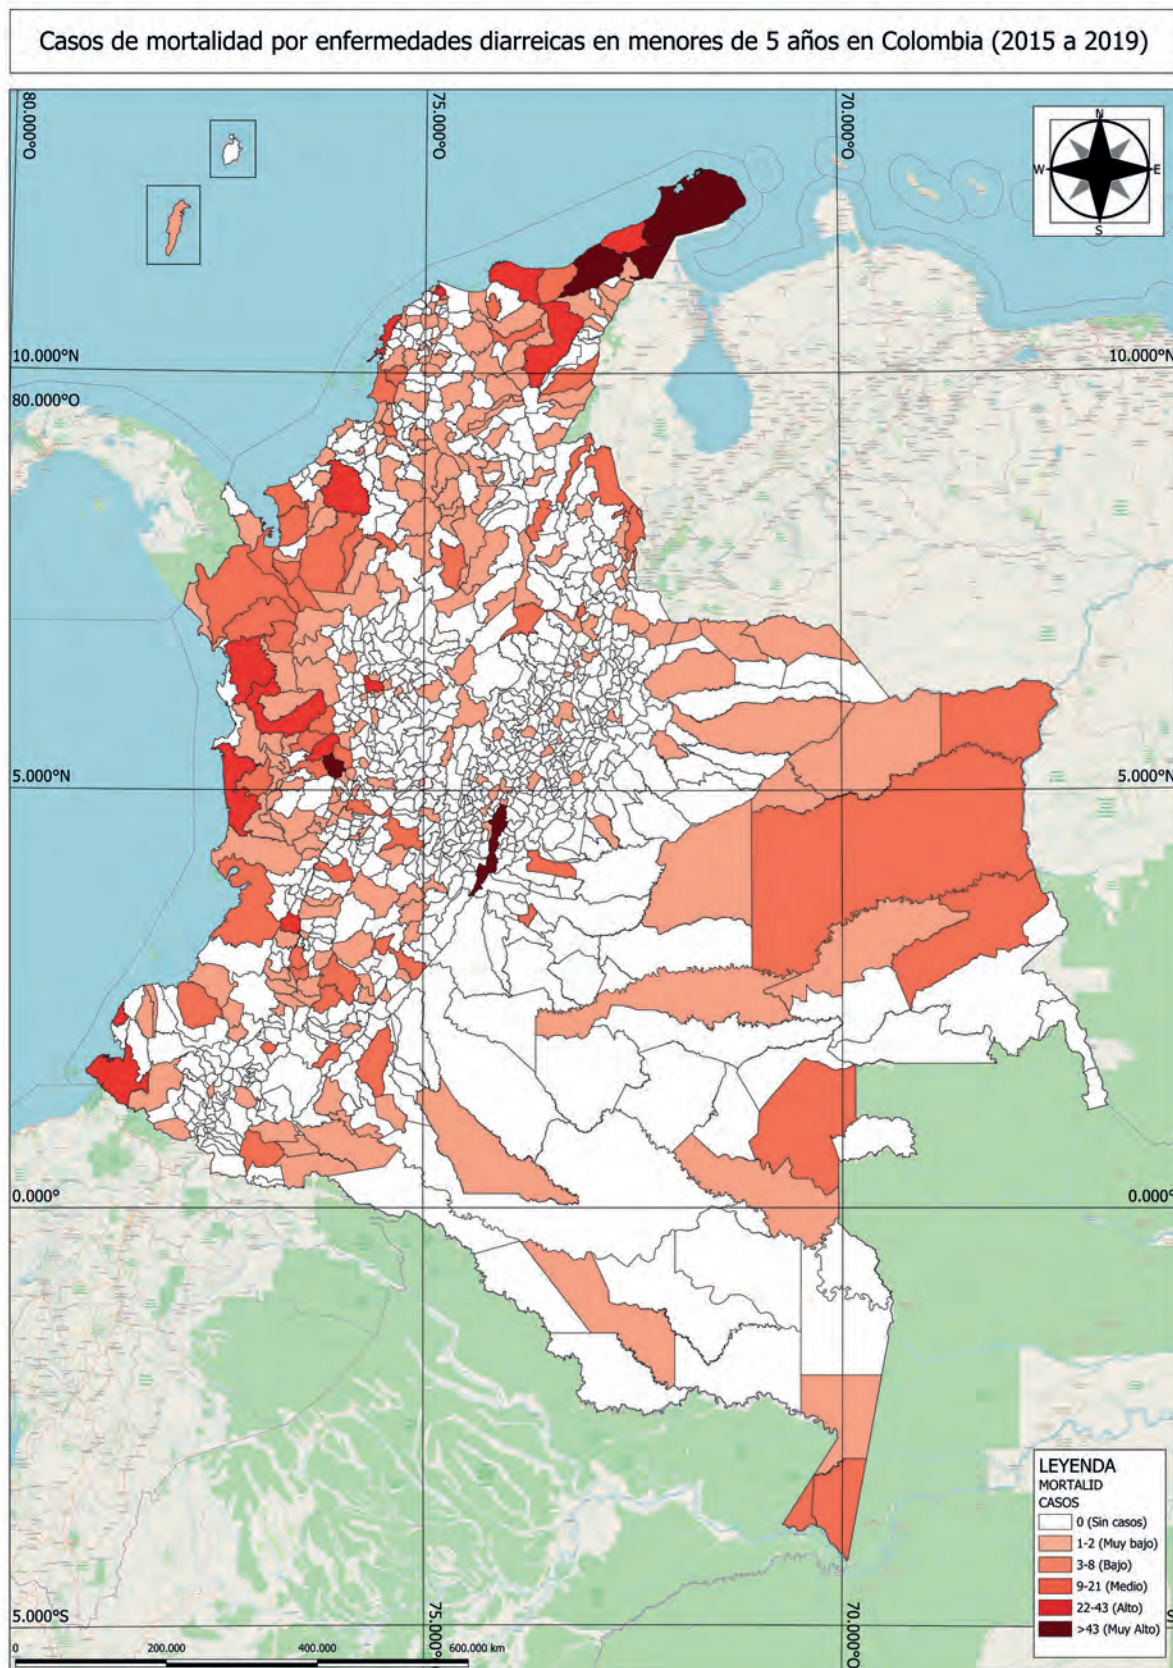 Casos de mortalidad por enfermedades diarreicas en menores de 5 años en Colombia (2015 a 2019)
80.000°O
75.000°O
70.000°O
N
W
E
S
10.000°N
10.000°N
80.000°O
5.000°N
5.000°N
0.000°
0.000°
LEYENDA
MORTALID
CASOS
0 (Sin casos)
1-2 (Muy bajo)
3-8 (Bajo)
9-21 (Medio)
22-43 (Alto)
>43 (Muy Alto)
5.000°S
75.000°O
70.000°O
S
0
200.000
400.000
600.000 km